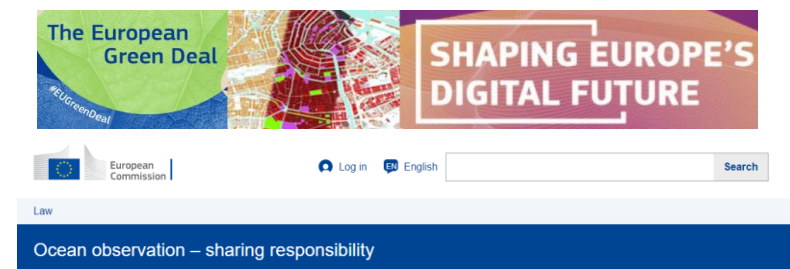 The European
Green Deal
#EUGreenDeal
SHAPING EUROPE'S
DIGITAL FUTURE
European
Commission
Log in
EN English
Search
Law
Ocean observation – sharing responsibility